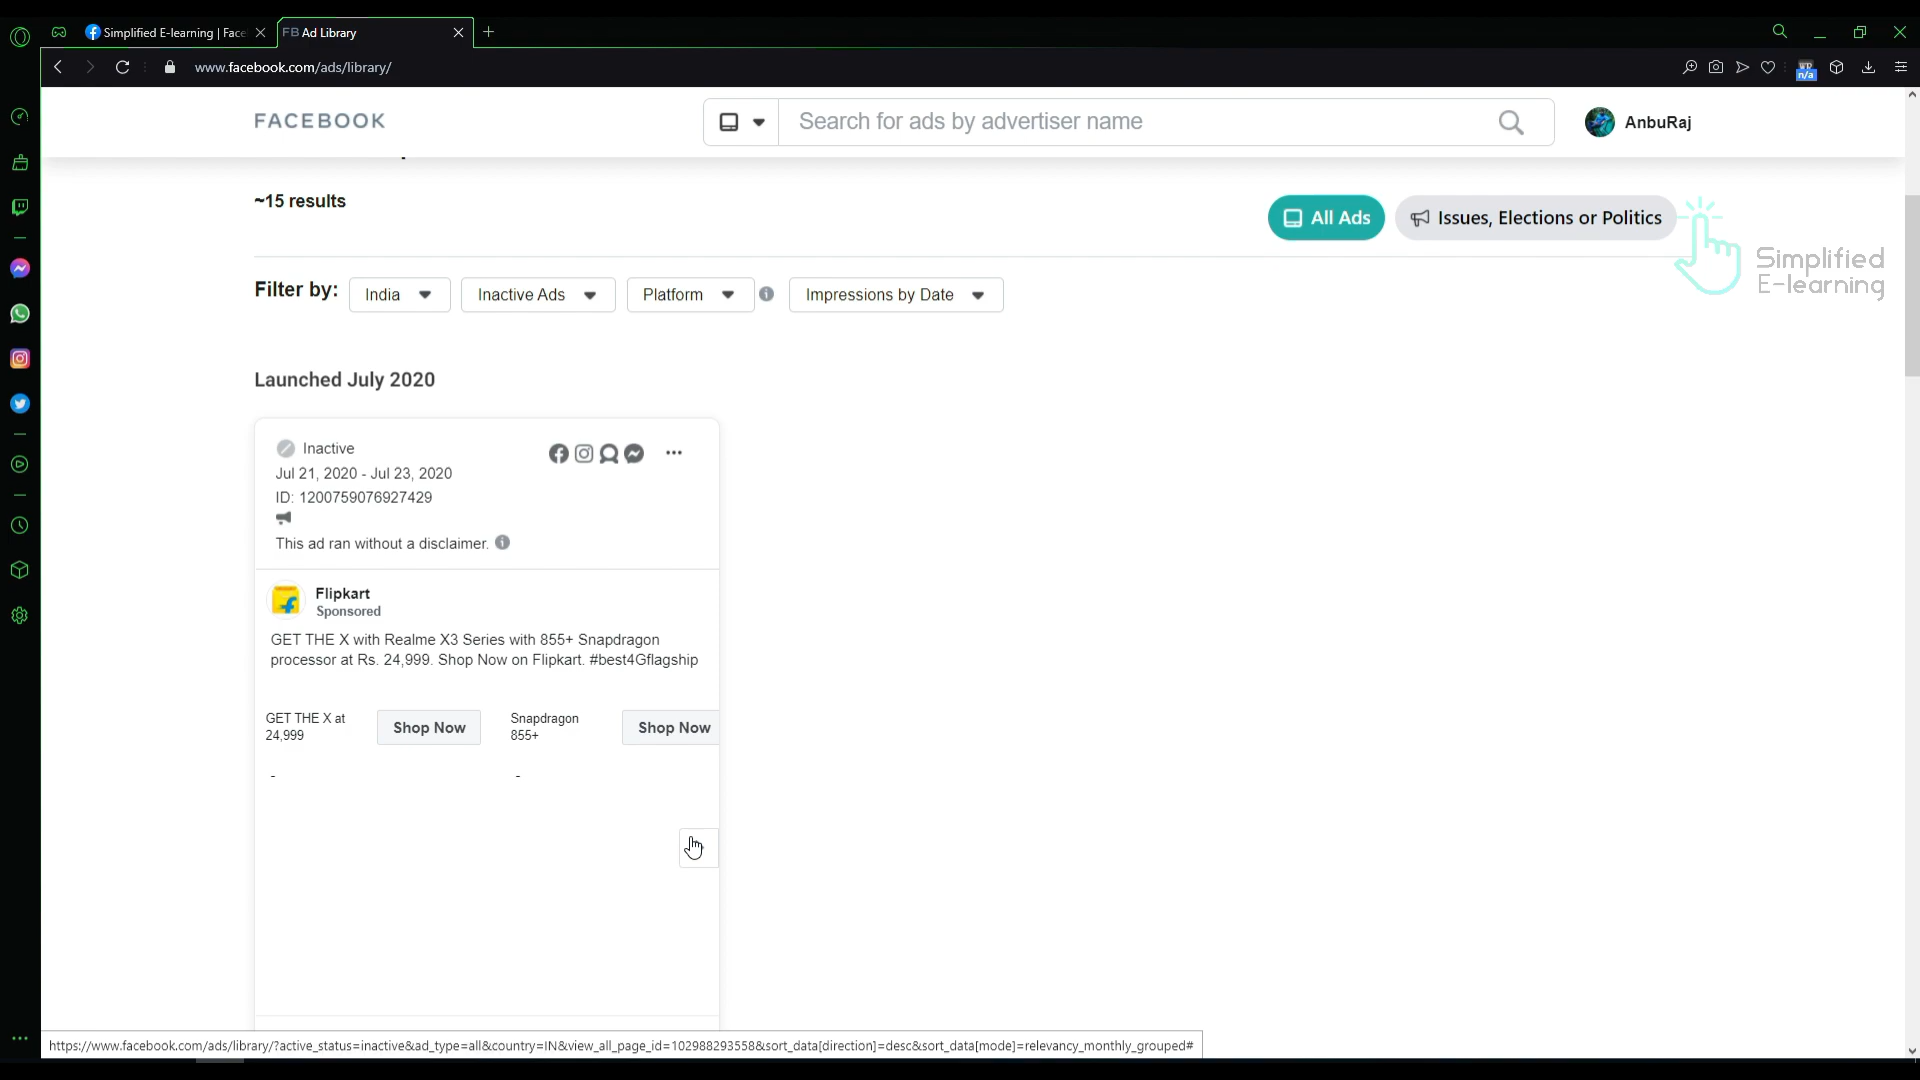 Simplified E-learning | Face
FB Ad Library
www.facebook.com/ads/library/
n/a
FACEBOOK
Search for ads by advertiser name
AnbuRaj
~15 results
All Ads
Issues, Elections or Politics
Simplified
E-learning
Filter by:
India
Inactive Ads
Platform
Impressions by Date
Launched July 2020
Inactive
Jul 21, 2020 - Jul 23, 2020
ID: 1200759076927429
This ad ran without a disclaimer.
Flipkart
Sponsored
GET THE X with Realme X3 Series with 855+ Snapdragon
processor at Rs. 24,999. Shop Now on Flipkart. #best4Gflagship
GET THE X at
24,999
Shop Now
Snapdragon
855+
Shop Now
-
-
https://www.facebook.com/ads/library/?active_status=inactive&ad_type=all&country=IN&view_all_page_id=102988293558&sort_data[direction]=desc&sort_data[mode]=relevancy_monthly_grouped#